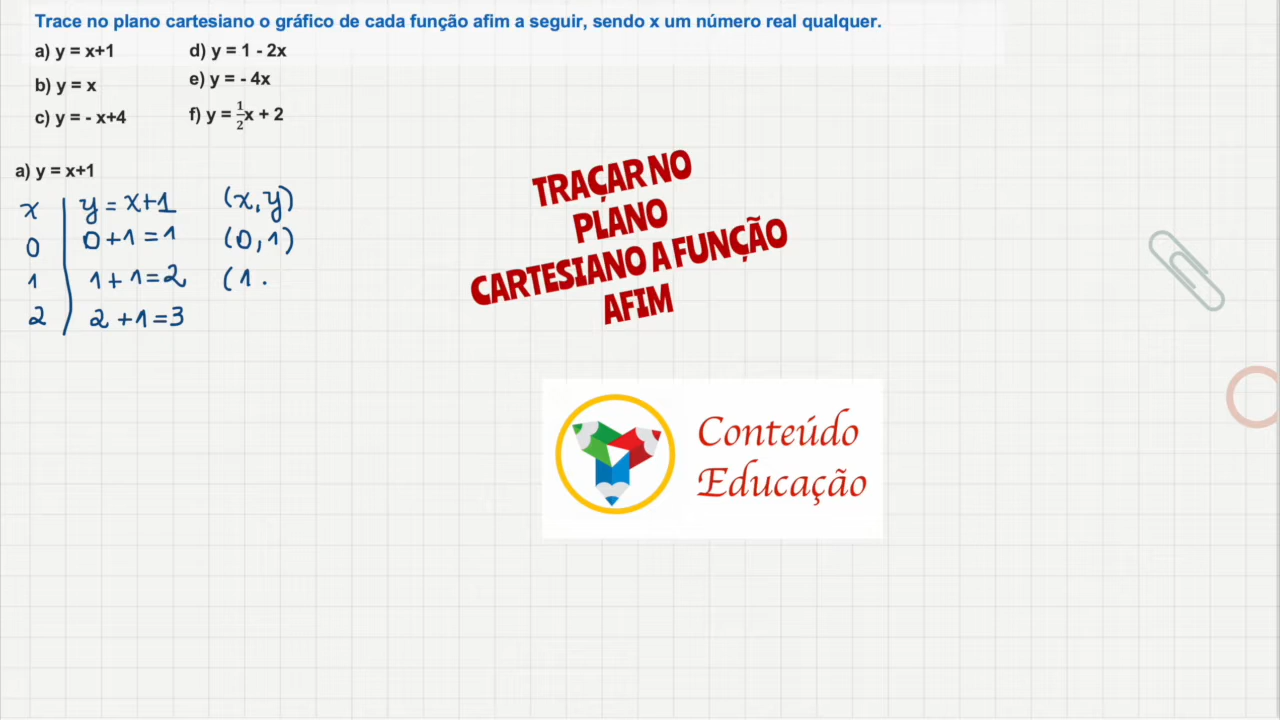 Trace no plano cartesiano o gráfico de cada função afim a seguir, sendo x um número real qualquer.
a) y = x+1
d) y = 1 - 2x
b) y = x
e) y = - 4x
c) y = - x+4
f) y = 1/2 x + 2
a) y = x+1
x | y = x+1 (x,y)
0 | 0+1=1 (0,1)
1 | 1+1=2 (1 .
2 | 2+1=3
TRAÇAR NO
PLANO
CARTESIANO A FUNÇÃO
AFIM
Conteúdo
Educação